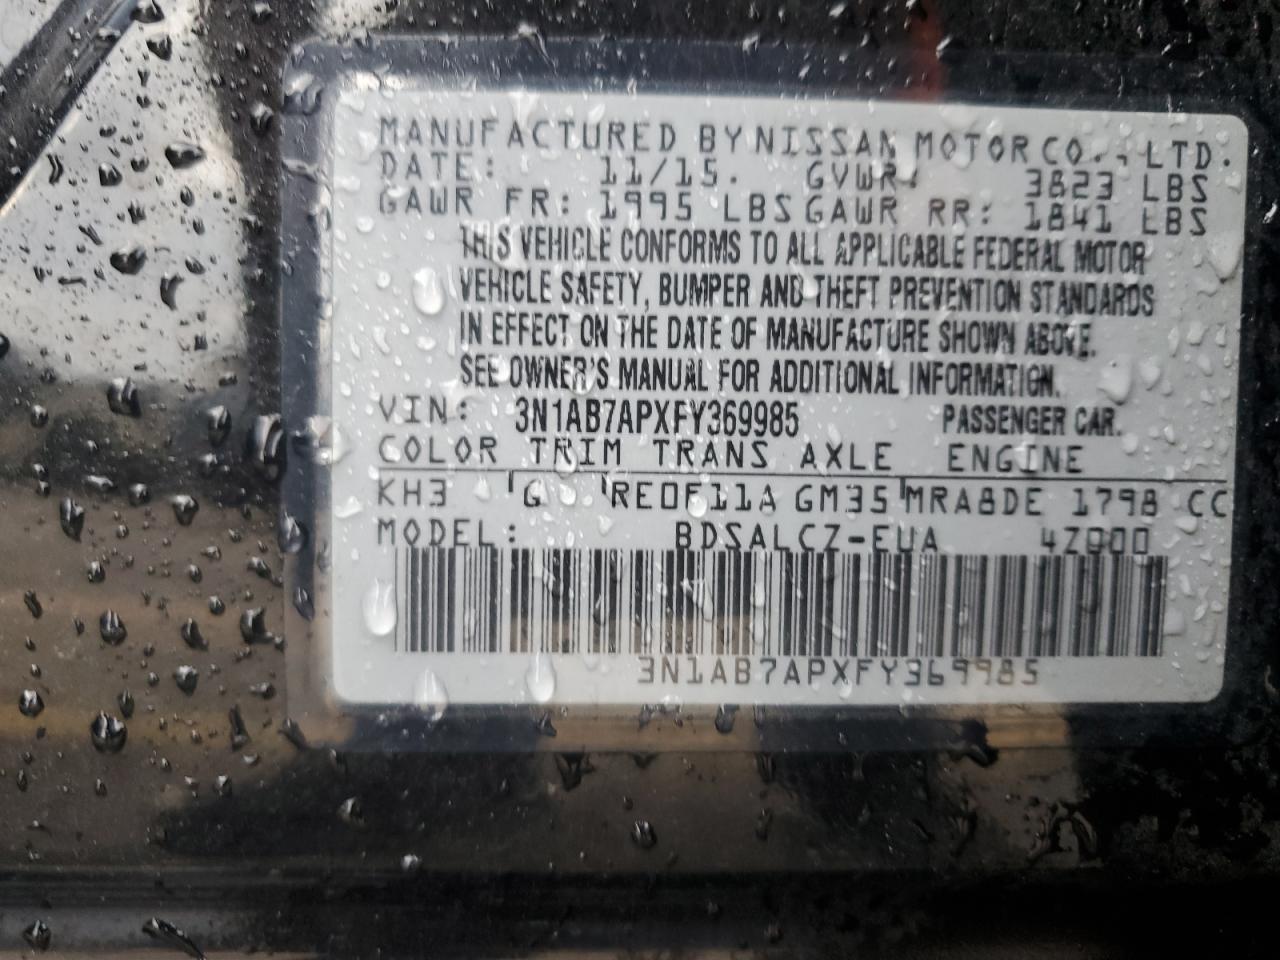 MANUFACTURED BY NISSAN MOTOR CO., LTD.
DATE: 11/15. GVWR: 3823 LBS
GAWR FR: 1995 LBS GAWR RR: 1841 LBS
THIS VEHICLE CONFORMS TO ALL APPLICABLE FEDERAL MOTOR
VEHICLE SAFETY, BUMPER AND THEFT PREVENTION STANDARDS
IN EFFECT ON THE DATE OF MANUFACTURE SHOWN ABOVE.
SEE OWNER'S MANUAL FOR ADDITIONAL INFORMATION.
VIN: 3N1AB7APXFY369985 PASSENGER CAR.
COLOR TRIM TRANS AXLE ENGINE
KH3 G RE0F11A GM35 MRA8DE 1798 CC
MODEL: BDSALCZ-EUA 4Z000
3N1AB7APXFY369985